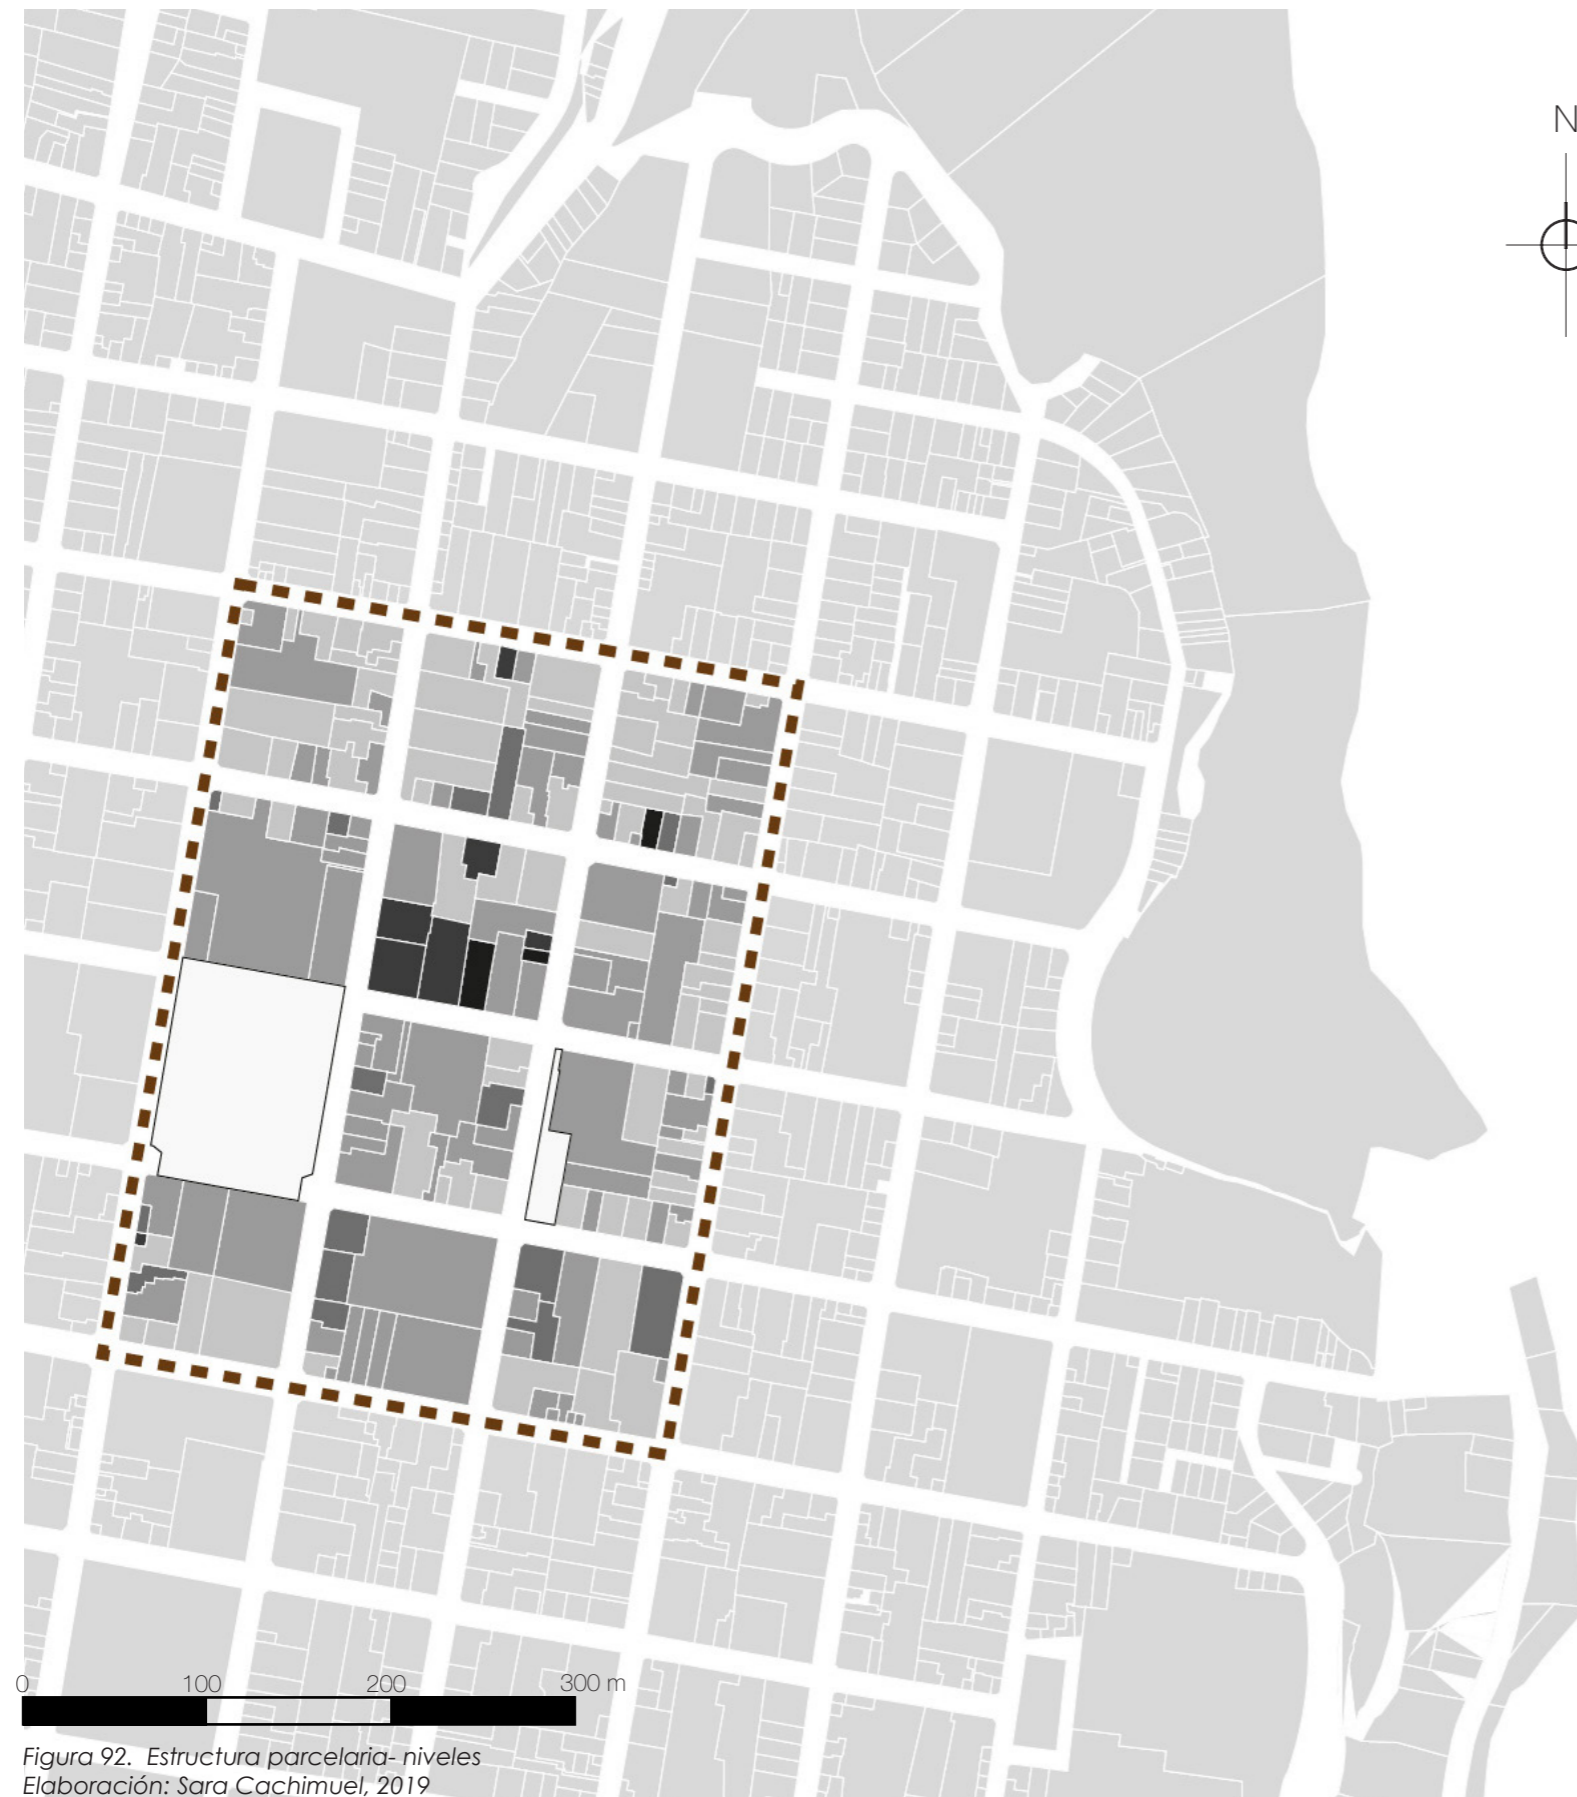 N
0 100 200 300 m
Figura 92. Estructura parcelaria- niveles
Elaboración: Sara Cachimuel, 2019